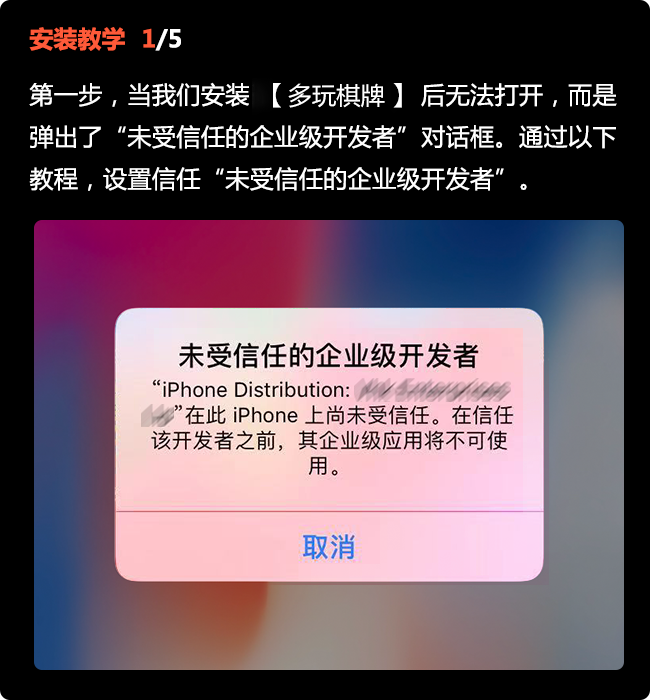 安装教学 1/5
第一步，当我们安装 【 多玩棋牌 】 后无法打开，而是
弹出了“未受信任的企业级开发者”对话框。通过以下
教程，设置信任“未受信任的企业级开发者”。
未受信任的企业级开发者
“iPhone Distribution:
”在此 iPhone 上尚未受信任。在信任
该开发者之前，其企业级应用将不可使
用。
取消